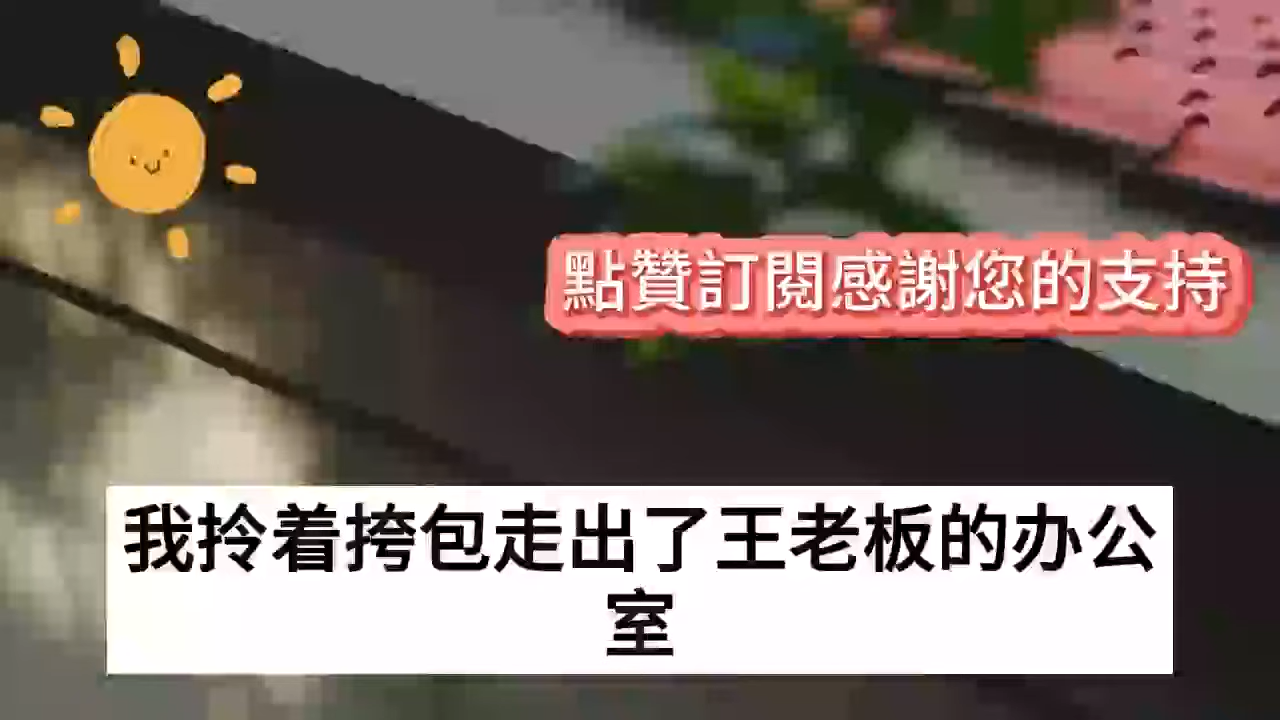 點贊訂閱感謝您的支持
我拎着挎包走出了王老板的办公
室